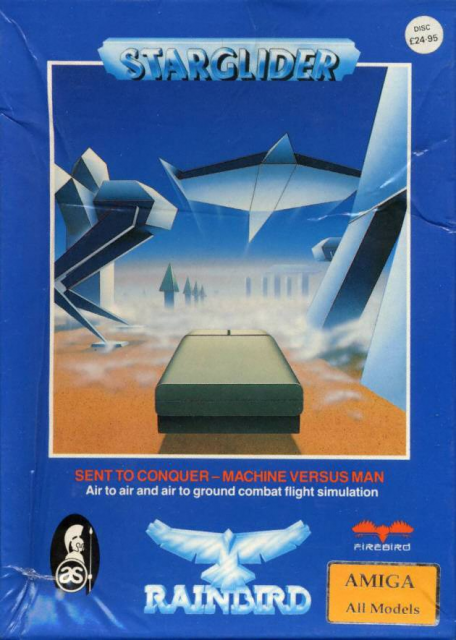 DISC
£24·95
STARGLIDER
SENT TO CONQUER – MACHINE VERSUS MAN
Air to air and air to ground combat flight simulation
as
FIREBIRD
RAINBIRD
AMIGA
All Models